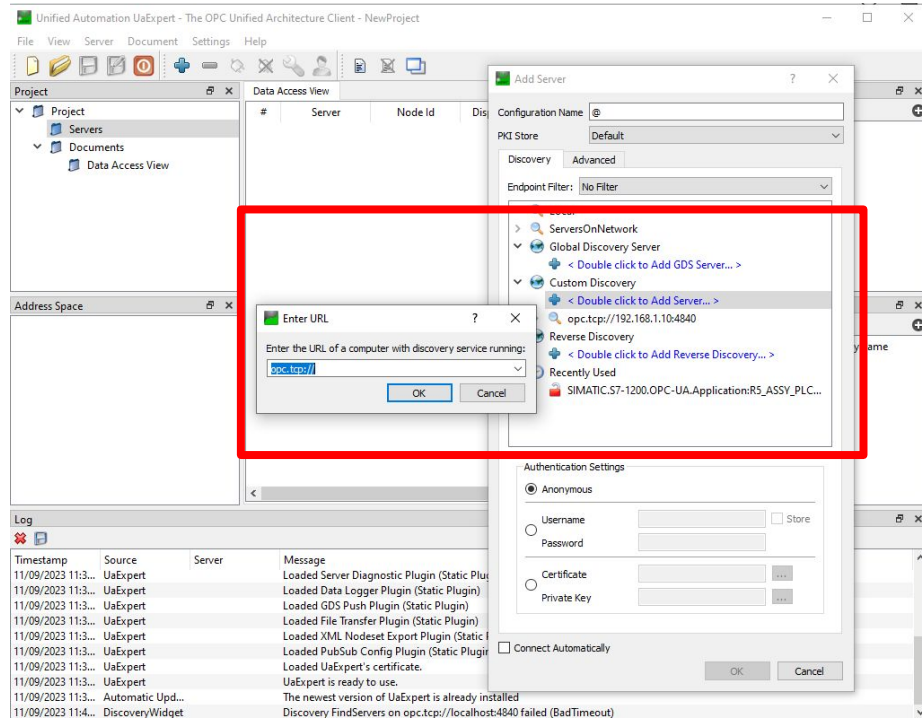 Unified Automation UaExpert - The OPC Unified Architecture Client - NewProject
File View Server Document Settings Help
Project
Project
Servers
Documents
Data Access View
Data Access View
# Server Node Id
Address Space
Add Server
Configuration Name @
PKI Store Default
Discovery Advanced
Endpoint Filter: No Filter
ServersOnNetwork
Global Discovery Server
< Double click to Add GDS Server... >
Custom Discovery
< Double click to Add Server... >
opc.tcp://192.168.1.10:4840
Reverse Discovery
< Double click to Add Reverse Discovery... >
Recently Used
SIMATIC.S7-1200.OPC-UA.Application:R5_ASSY_PLC...
Enter URL
Enter the URL of a computer with discovery service running:
opc.tcp://
OK Cancel
Authentication Settings
Anonymous
Username Store
Password
Certificate ...
Private Key ...
Connect Automatically
OK Cancel
Log
Timestamp Source Server Message
11/09/2023 11:3... UaExpert Loaded Server Diagnostic Plugin (Static Plug
11/09/2023 11:3... UaExpert Loaded Data Logger Plugin (Static Plugin)
11/09/2023 11:3... UaExpert Loaded GDS Push Plugin (Static Plugin)
11/09/2023 11:3... UaExpert Loaded File Transfer Plugin (Static Plugin)
11/09/2023 11:3... UaExpert Loaded XML Nodeset Export Plugin (Static
11/09/2023 11:3... UaExpert Loaded PubSub Config Plugin (Static Plugin
11/09/2023 11:3... UaExpert Loaded UaExpert's certificate.
11/09/2023 11:3... UaExpert UaExpert is ready to use.
11/09/2023 11:3... Automatic Upd... The newest version of UaExpert is already installed
11/09/2023 11:4... DiscoveryWidget Discovery FindServers on opc.tcp://localhost:4840 failed (BadTimeout)